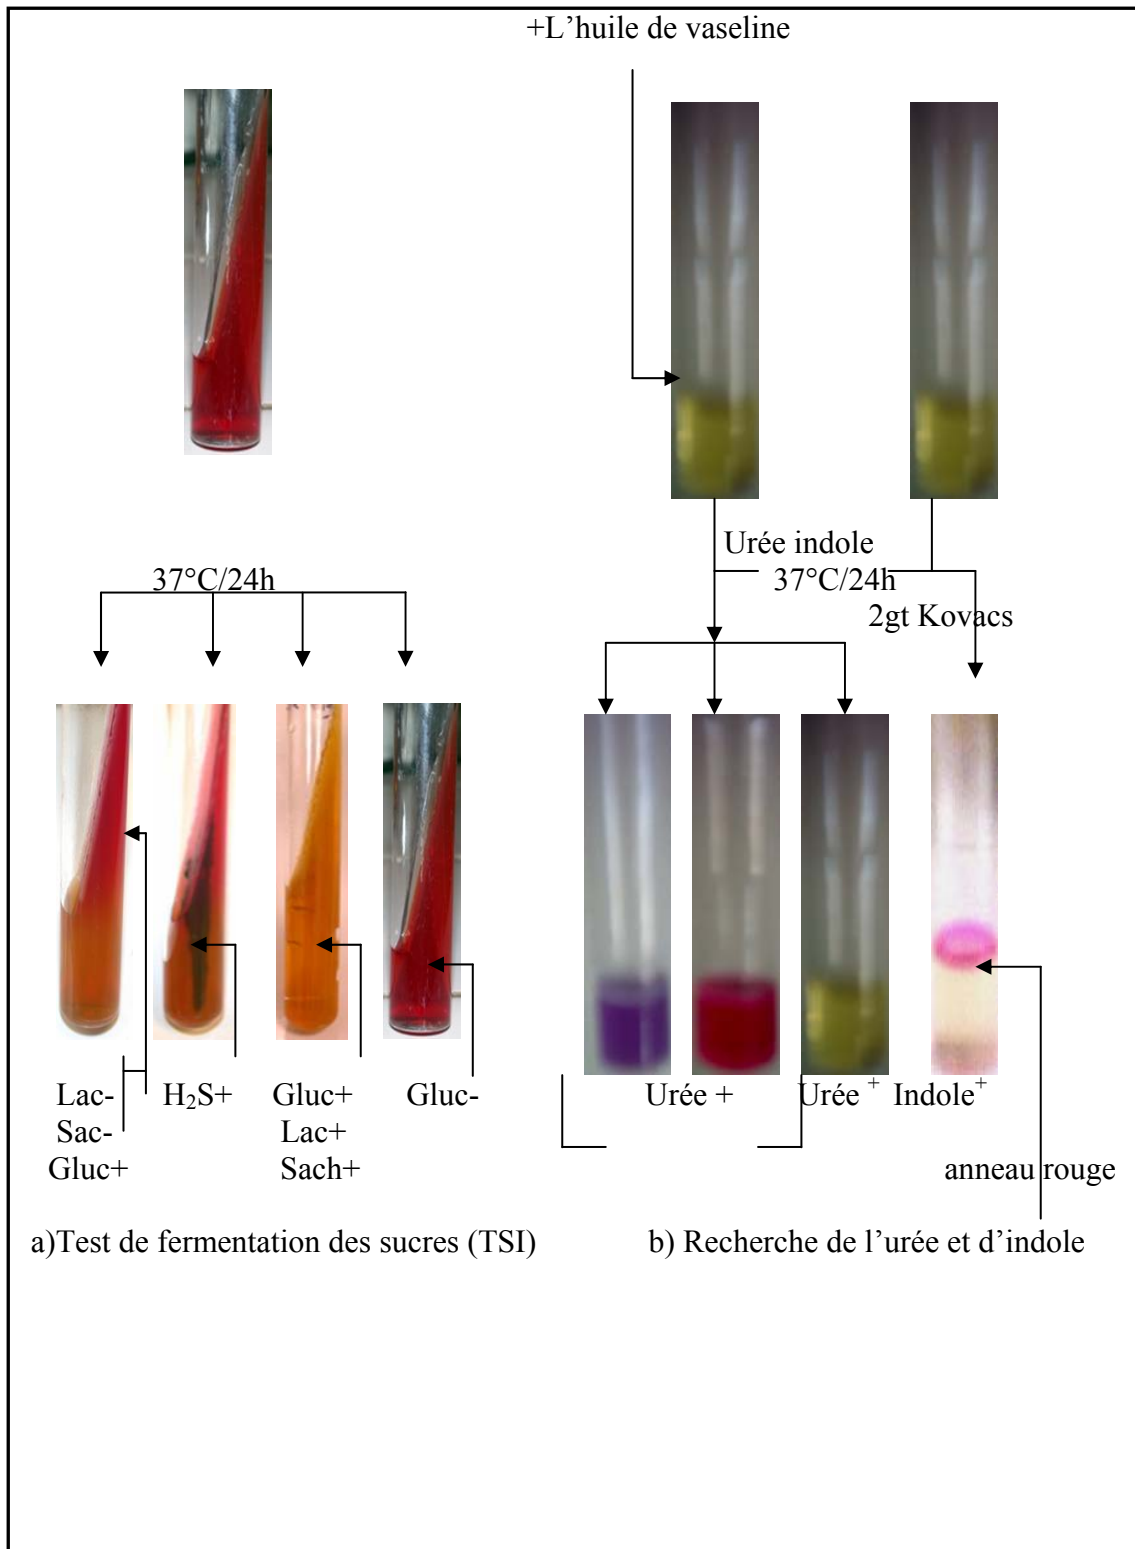 +L’huile de vaseline
Urée indole
37°C/24h
37°C/24h
2gt Kovacs
Lac-
Sac-
Gluc+
H₂S+
Gluc+
Lac+
Sach+
Gluc-
Urée +
Urée ⁺
Indole⁺
anneau rouge
a)Test de fermentation des sucres (TSI)
b) Recherche de l’urée et d’indole